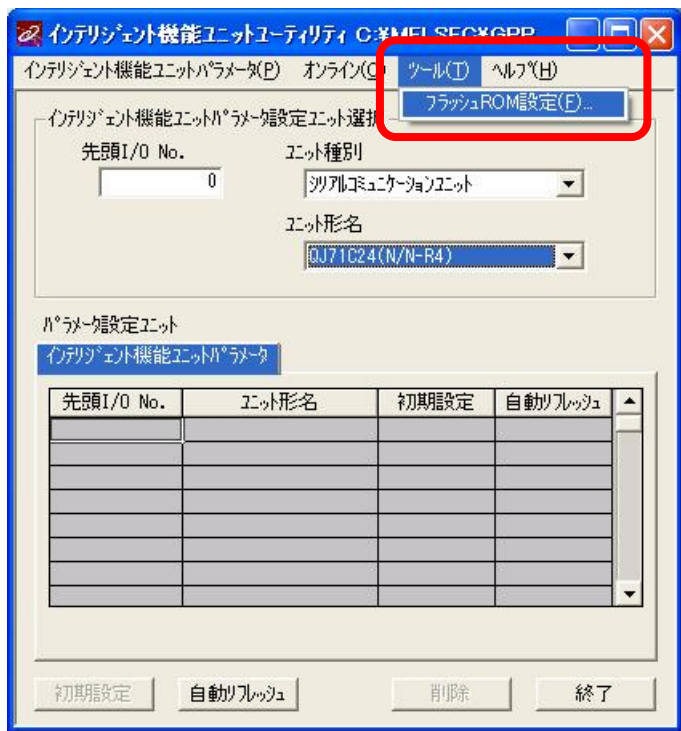 インテリジェント機能ユニットユーティリティ C:¥MELSEC¥GPP
インテリジェント機能ユニットパラメータ(P) オンライン(O) ツール(T) ヘルプ(H)
フラッシュROM設定(F)...
インテリジェント機能ユニットパラメータ設定ユニット選択
先頭I/O No. ユニット種別
0 シリアルコミュニケーションユニット
ユニット形名
QJ71C24(N/N-R4)
パラメータ設定ユニット
インテリジェント機能ユニットパラメータ
先頭I/O No. ユニット形名 初期設定 自動リフレッシュ
初期設定 自動リフレッシュ 削除 終了